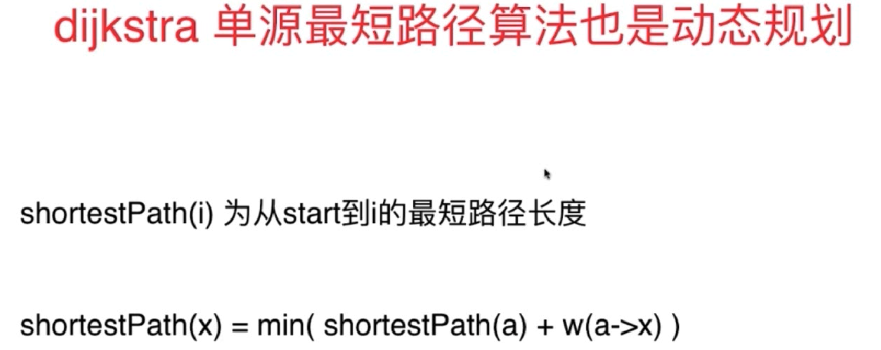 dijkstra 单源最短路径算法也是动态规划
shortestPath(i) 为从start到i的最短路径长度
shortestPath(x) = min( shortestPath(a) + w(a->x) )